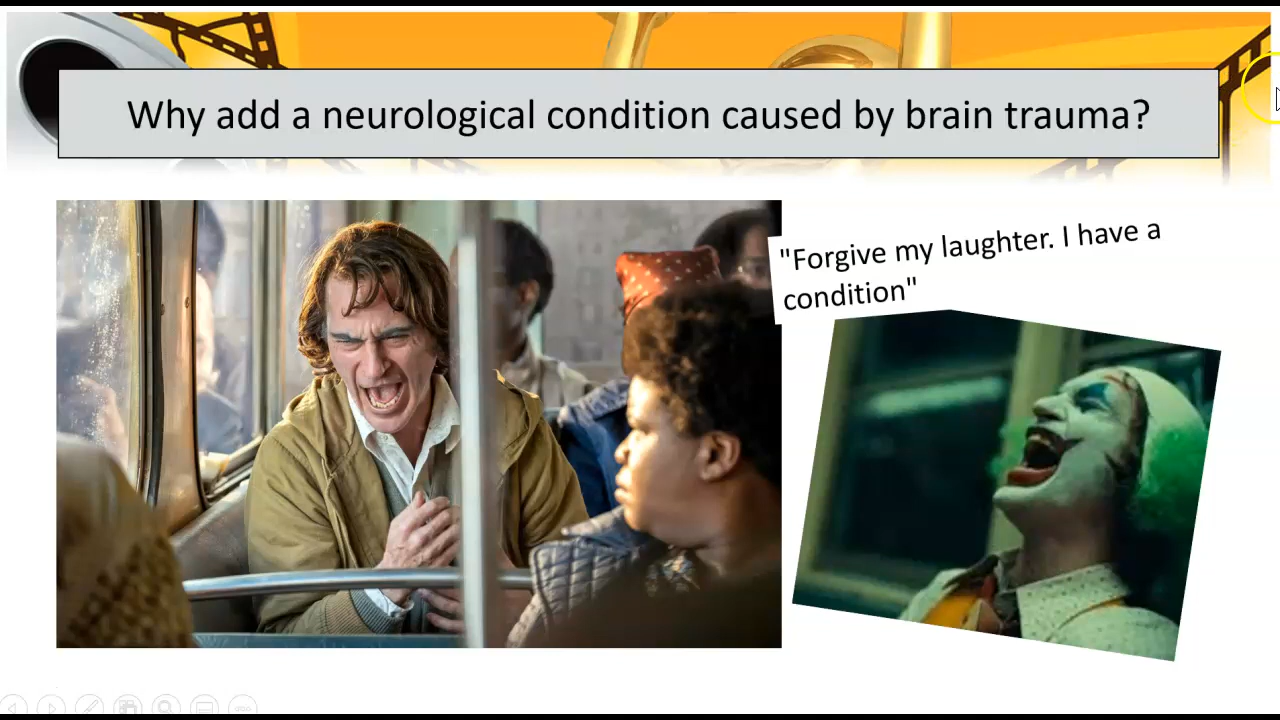 Why add a neurological condition caused by brain trauma?
"Forgive my laughter. I have a
condition"